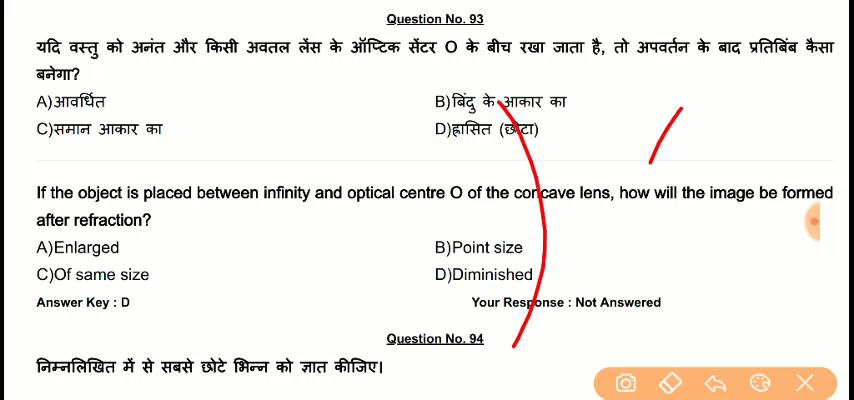 Question No. 93
यदि वस्तु को अनंत और किसी अवतल लेंस के ऑप्टिक सेंटर O के बीच रखा जाता है, तो अपवर्तन के बाद प्रतिबिंब कैसा
बनेगा?
A)आवर्धित
B)बिंदु के आकार का
C)समान आकार का
D)ह्रासित (छोटा)
If the object is placed between infinity and optical centre O of the concave lens, how will the image be formed
after refraction?
A)Enlarged
B)Point size
C)Of same size
D)Diminished
Answer Key : D
Your Response : Not Answered
Question No. 94
निम्नलिखित में से सबसे छोटे भिन्न को ज्ञात कीजिए।